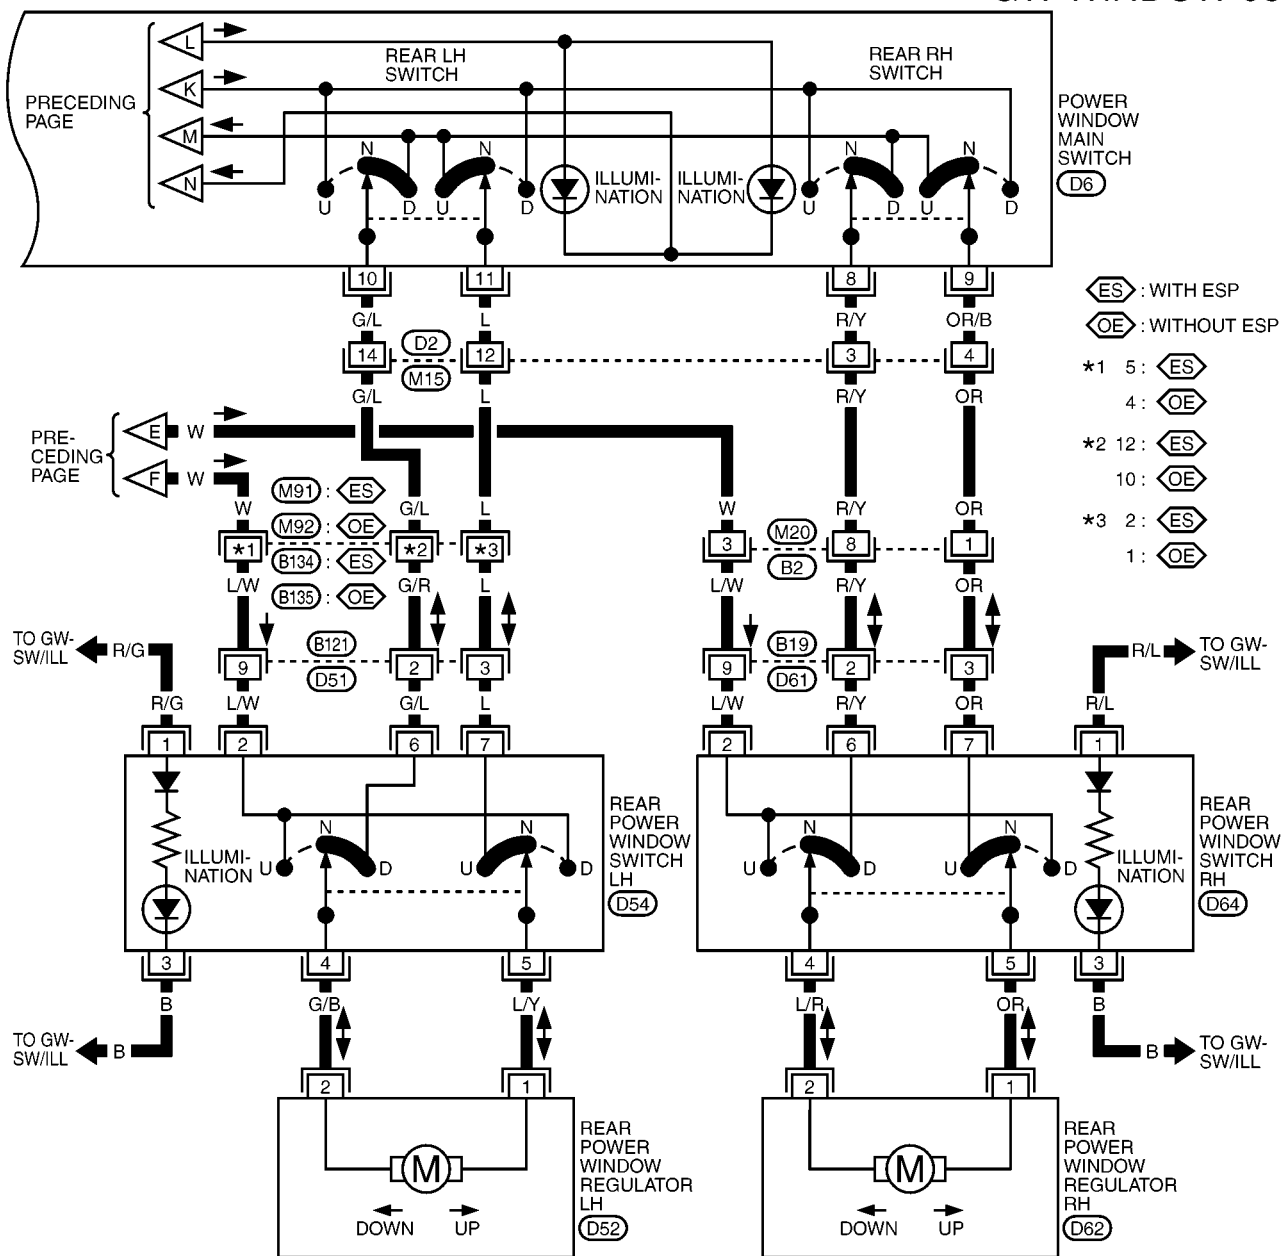 L
K
M
N
PRECEDING
PAGE
REAR LH
SWITCH
REAR RH
SWITCH
N
N
N
N
U
D
U
D
U
D
U
D
ILLUMI-
NATION
ILLUMI-
NATION
POWER
WINDOW
MAIN
SWITCH
D6
10
11
8
9
G/L
L
R/Y
OR/B
14
D2
M15
12
3
4
G/L
L
R/Y
OR
ES : WITH ESP
OE : WITHOUT ESP
*1 5 : ES
4 : OE
*2 12 : ES
10 : OE
*3 2 : ES
1 : OE
PRE-
CEDING
PAGE
E W
F W
W
M91 : ES
M92 : OE
B134 : ES
B135 : OE
G/L
L
W
R/Y
OR
*1
*2
*3
3
M20
B2
8
1
L/W
G/R
L
L/W
R/Y
OR
TO GW-
SW/ILL
R/G
9
B121
D51
2
3
9
B19
D61
2
3
R/L
TO GW-
SW/ILL
R/G
L/W
G/L
L
L/W
R/Y
OR
R/L
1
2
6
7
2
6
7
1
N
N
U
D
U
D
ILLUMI-
NATION
REAR
POWER
WINDOW
SWITCH
LH
D54
N
N
U
D
U
D
ILLUMI-
NATION
REAR
POWER
WINDOW
SWITCH
RH
D64
3
4
5
4
5
3
B
G/B
L/Y
L/R
OR
B
TO GW-
SW/ILL
B
B
TO GW-
SW/ILL
2
1
2
1
M
DOWN UP
REAR
POWER
WINDOW
REGULATOR
LH
D52
M
DOWN UP
REAR
POWER
WINDOW
REGULATOR
RH
D62